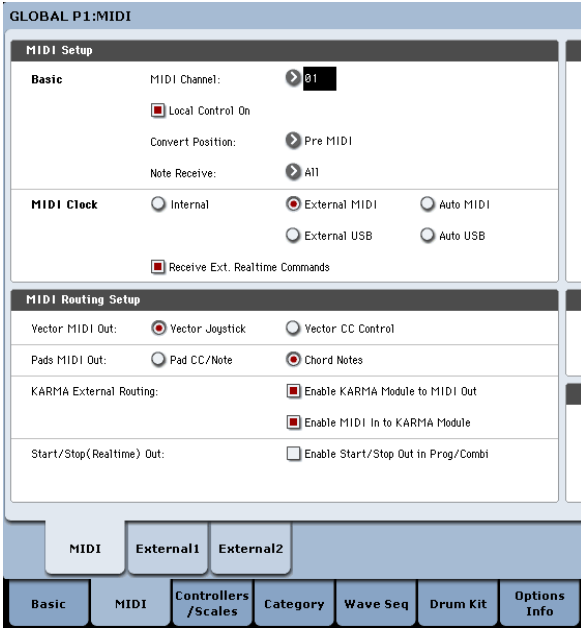 GLOBAL P1:MIDI
MIDI Setup
Basic MIDI Channel: 01
Local Control On
Convert Position: Pre MIDI
Note Receive: All
MIDI Clock Internal External MIDI Auto MIDI
External USB Auto USB
Receive Ext. Realtime Commands
MIDI Routing Setup
Vector MIDI Out: Vector Joystick Vector CC Control
Pads MIDI Out: Pad CC/Note Chord Notes
KARMA External Routing: Enable KARMA Module to MIDI Out
Enable MIDI In to KARMA Module
Start/Stop(Realtime) Out: Enable Start/Stop Out in Prog/Combi
MIDI External1 External2
Basic MIDI Controllers /Scales Category Wave Seq Drum Kit Options Info